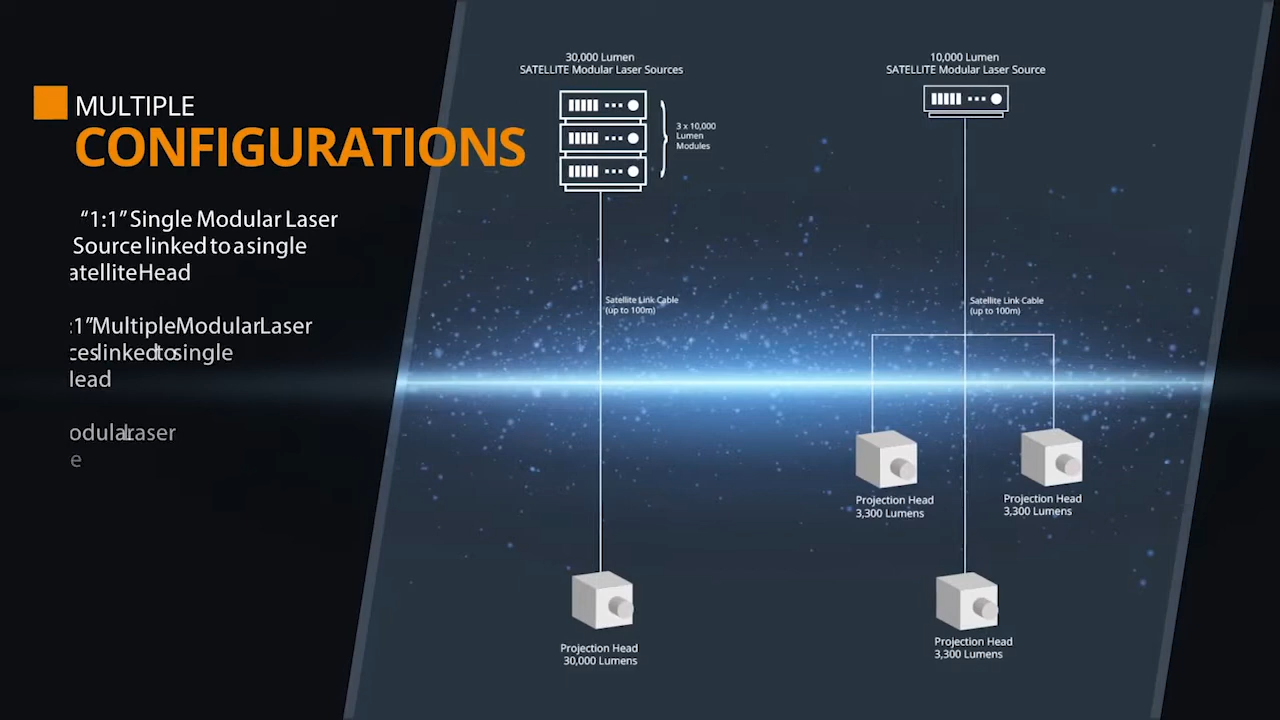 MULTIPLE
CONFIGURATIONS
“1:1” Single Modular Laser
Source linked to a single
atellite Head
:1” Multiple Modular Laser
ces linked to single
Head
odular Laser
e
30,000 Lumen
SATELLITE Modular Laser Sources
3 x 10,000
Lumen
Modules
Satellite Link Cable
(up to 100m)
Projection Head
30,000 Lumens
10,000 Lumen
SATELLITE Modular Laser Source
Satellite Link Cable
(up to 100m)
Projection Head
3,300 Lumens
Projection Head
3,300 Lumens
Projection Head
3,300 Lumens